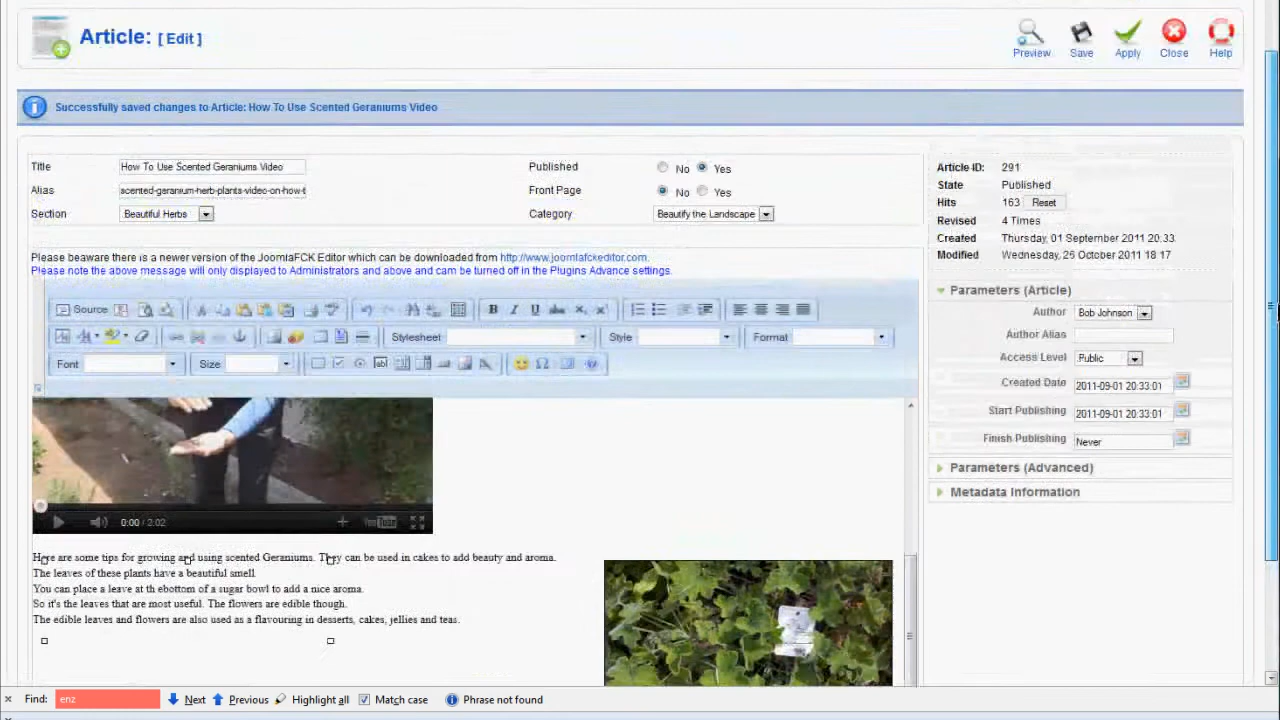 Article: [ Edit ]
Preview Save Apply Close Help
Successfully saved changes to Article: How To Use Scented Geraniums Video
Title How To Use Scented Geraniums Video Published No Yes
Alias scented-geranium-herb-plants-video-on-how-t Front Page No Yes
Section Beautiful Herbs Category Beautify the Landscape
Article ID: 291
State Published
Hits 163 Reset
Revised 4 Times
Created Thursday, 01 September 2011 20:33
Modified Wednesday, 26 October 2011 18:17
Please beaware there is a newer version of the JoomlaFCK Editor which can be downloaded from http://www.joomlafckeditor.com.
Please note the above message will only displayed to Administrators and above and cam be turned off in the Plugins Advance settings.
Source B I U
Stylesheet Style Format
Font Size
Parameters (Article)
Author Bob Johnson
Author Alias
Access Level Public
Created Date 2011-09-01 20:33:01
Start Publishing 2011-09-01 20:33:01
Finish Publishing Never
Parameters (Advanced)
Metadata Information
0:00 / 2:02 YouTube
Here are some tips for growing and using scented Geraniums. They can be used in cakes to add beauty and aroma.
The leaves of these plants have a beautiful smell.
You can place a leave at th ebottom of a sugar bowl to add a nice aroma.
So it's the leaves that are most useful. The flowers are edible though.
The edible leaves and flowers are also used as a flavouring in desserts, cakes, jellies and teas.
Find: enz Next Previous Highlight all Match case Phrase not found